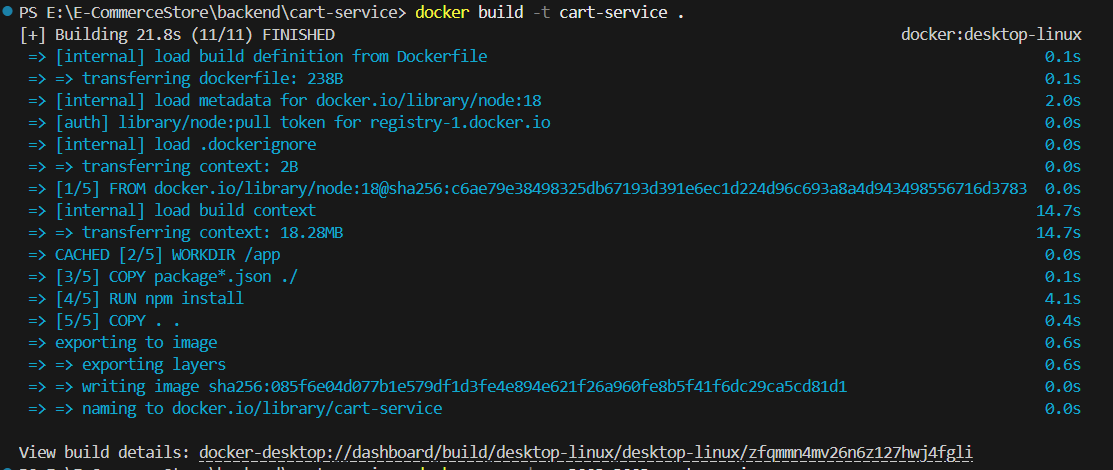 PS E:\E-CommerceStore\backend\cart-service> docker build -t cart-service .
[+] Building 21.8s (11/11) FINISHED docker:desktop-linux
=> [internal] load build definition from Dockerfile 0.1s
=> => transferring dockerfile: 238B 0.1s
=> [internal] load metadata for docker.io/library/node:18 2.0s
=> [auth] library/node:pull token for registry-1.docker.io 0.0s
=> [internal] load .dockerignore 0.0s
=> => transferring context: 2B 0.0s
=> [1/5] FROM docker.io/library/node:18@sha256:c6ae79e38498325db67193d391e6ec1d224d96c693a8a4d943498556716d3783 0.0s
=> [internal] load build context 14.7s
=> => transferring context: 18.28MB 14.7s
=> CACHED [2/5] WORKDIR /app 0.0s
=> [3/5] COPY package*.json ./ 0.1s
=> [4/5] RUN npm install 4.1s
=> [5/5] COPY . . 0.4s
=> exporting to image 0.6s
=> => exporting layers 0.6s
=> => writing image sha256:085f6e04d077b1e579df1d3fe4e894e621f26a960fe8b5f41f6dc29ca5cd81d1 0.0s
=> => naming to docker.io/library/cart-service 0.0s
View build details: docker-desktop://dashboard/build/desktop-linux/desktop-linux/zfqmmn4mv26n6z127hwj4fgli